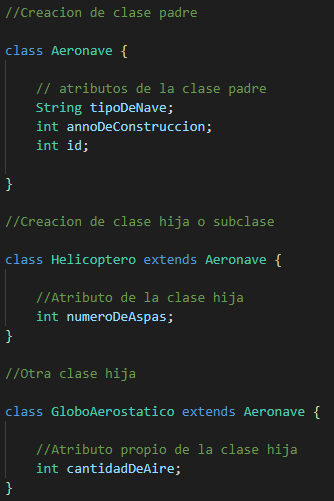 //Creacion de clase padre
class Aeronave {
// atributos de la clase padre
String tipoDeNave;
int annoDeConstruccion;
int id;
}
//Creacion de clase hija o subclase
class Helicoptero extends Aeronave {
//Atributo de la clase hija
int numeroDeAspas;
}
//Otra clase hija
class GloboAerostatico extends Aeronave {
//Atributo propio de la clase hija
int cantidadDeAire;
}